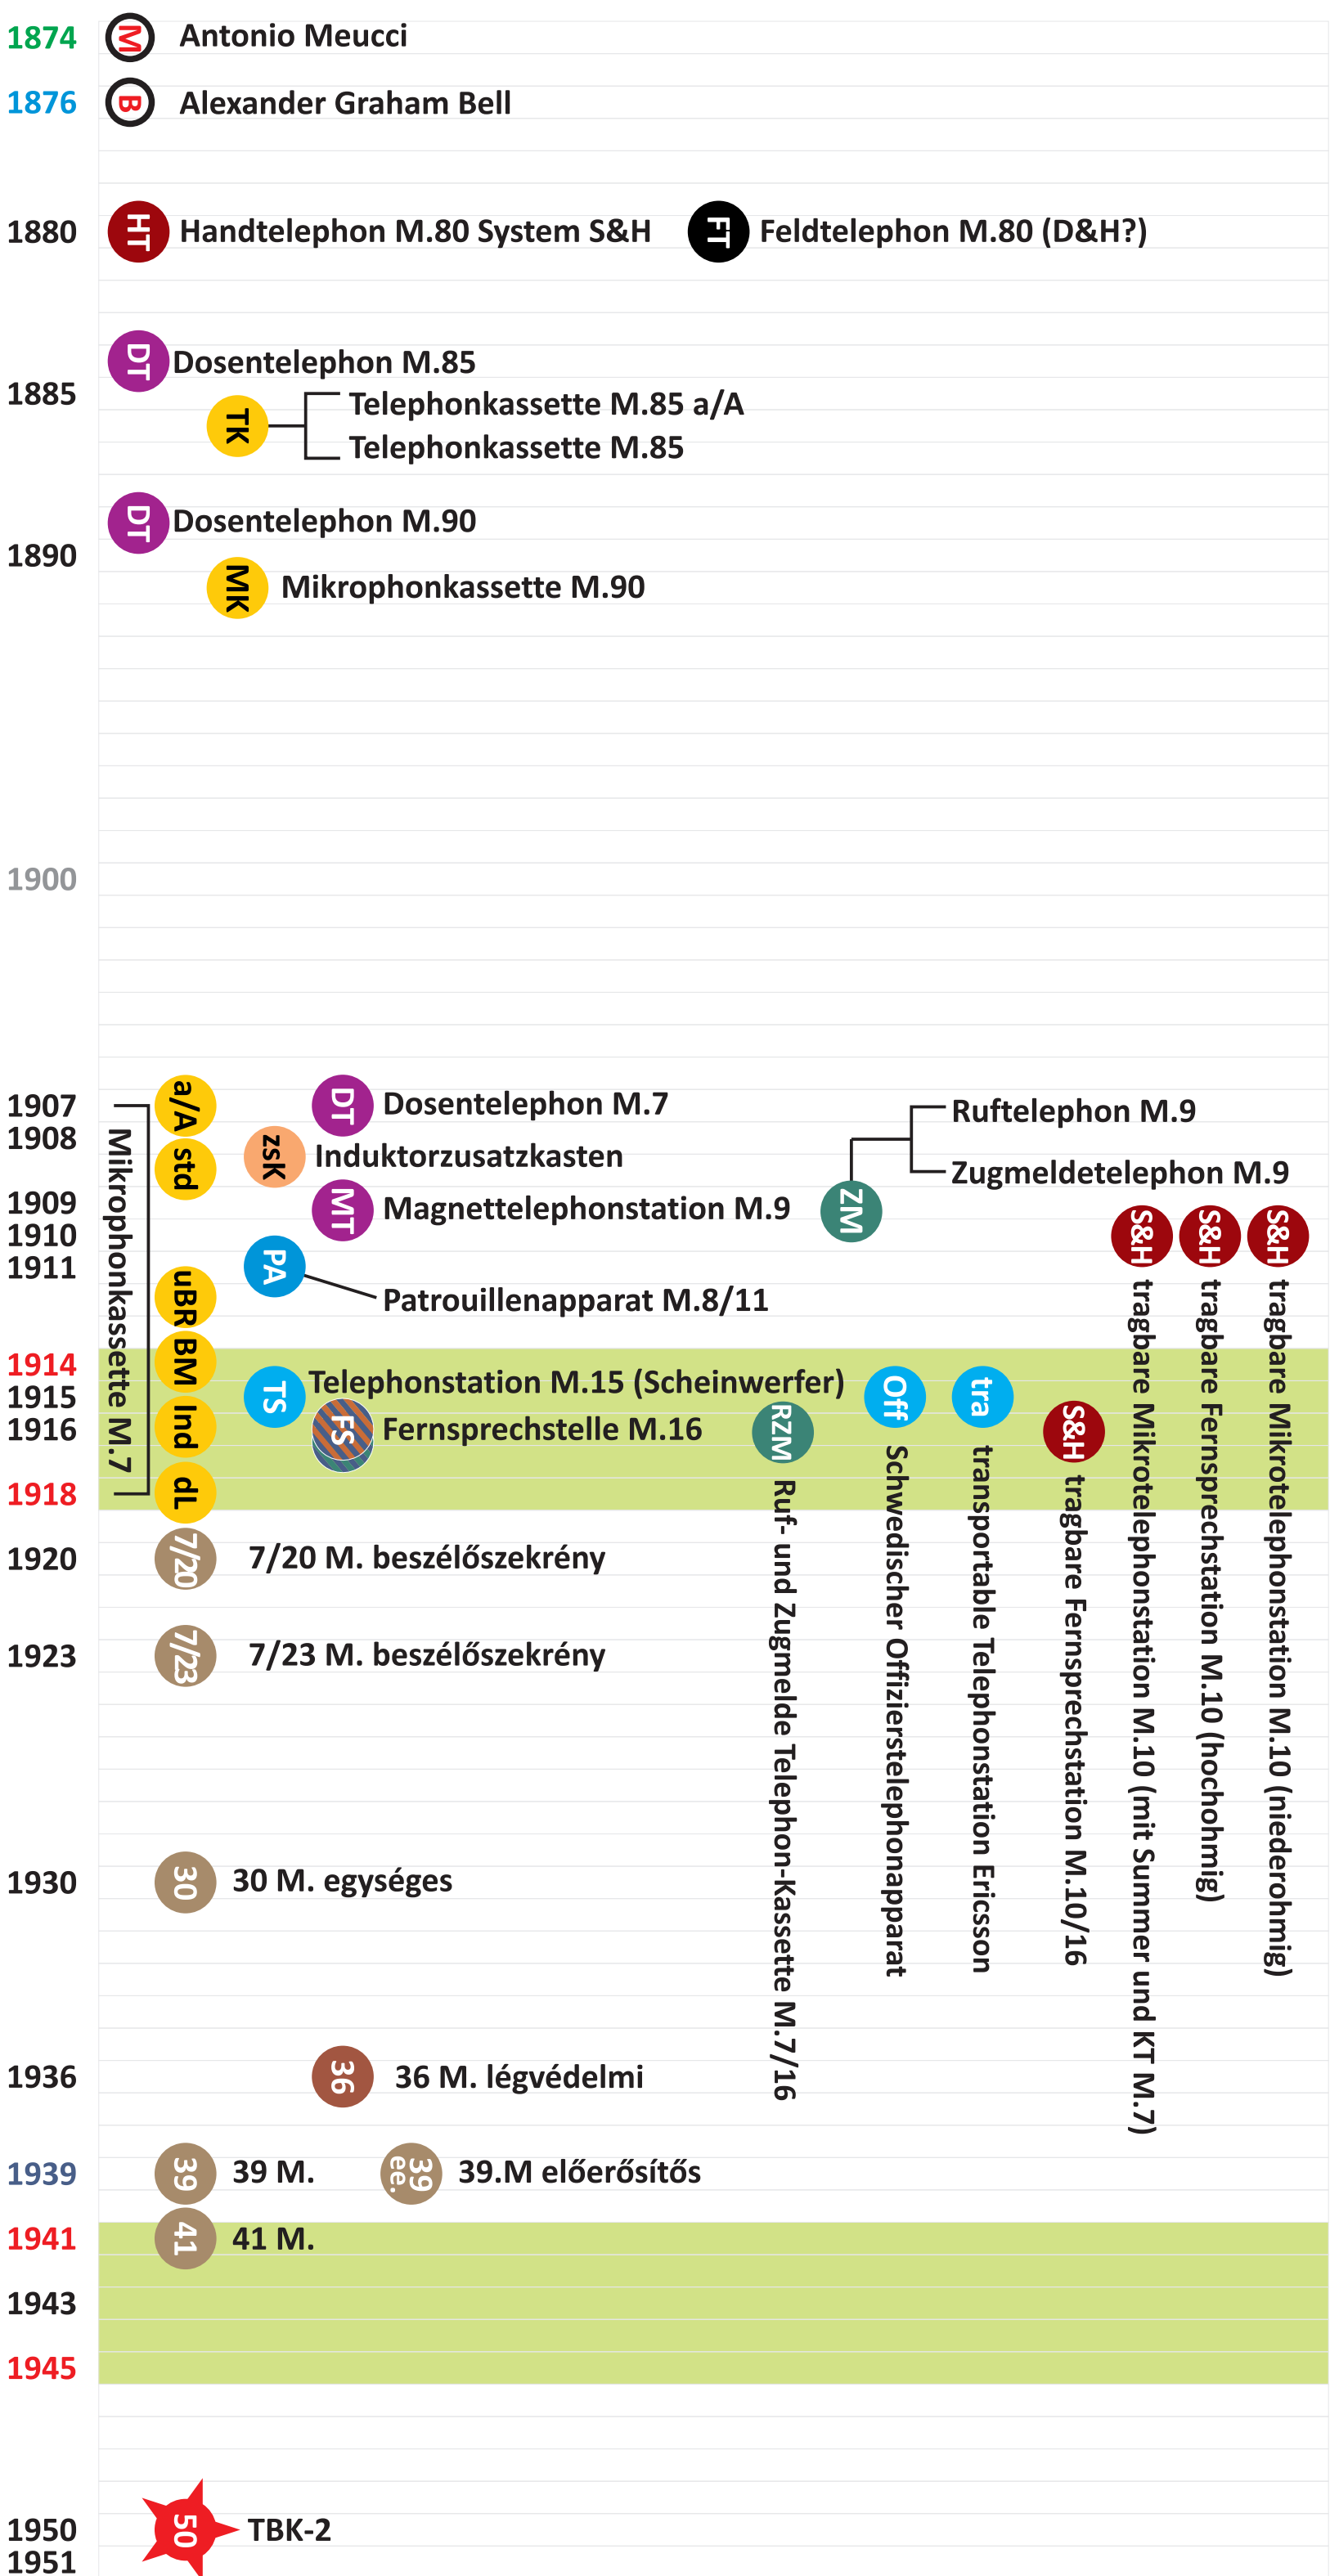 1874
M
Antonio Meucci
1876
B
Alexander Graham Bell
1880
HT
Handtelephon M.80 System S&H
FT
Feldtelephon M.80 (D&H?)
DT
Dosentelephon M.85
1885
TK
Telephonkassette M.85 a/A
Telephonkassette M.85
DT
Dosentelephon M.90
1890
MK
Mikrophonkassette M.90
1900
1907
1908
1909
1910
1911
1914
1915
1916
1918
Mikrophonkassette M.7
a/A
std
uBR
BM
Ind
dL
DT
Dosentelephon M.7
zsK
Induktorzusatzkasten
MT
Magnettelephonstation M.9
ZM
Ruftelephon M.9
Zugmeldetelephon M.9
PA
Patrouillenapparat M.8/11
TS
Telephonstation M.15 (Scheinwerfer)
FS
Fernsprechstelle M.16
RZM
Ruf- und Zugmelde Telephon-Kassette M.7/16
Off
Schwedischer Offizierstelephonapparat
tra
transportable Telephonstation Ericsson
S&H
tragbare Fernsprechstation M.10/16
S&H
tragbare Mikrotelephonstation M.10 (mit Summer und KT M.7)
S&H
tragbare Fernsprechstation M.10 (hochohmig)
S&H
tragbare Mikrotelephonstation M.10 (niederohmig)
1920
7/20
7/20 M. beszélőszekrény
1923
7/23
7/23 M. beszélőszekrény
1930
30
30 M. egységes
1936
36
36 M. légvédelmi
1939
39
39 M.
39
ee.
39.M előerősítős
1941
41
41 M.
1943
1945
1950
50
TBK-2
1951